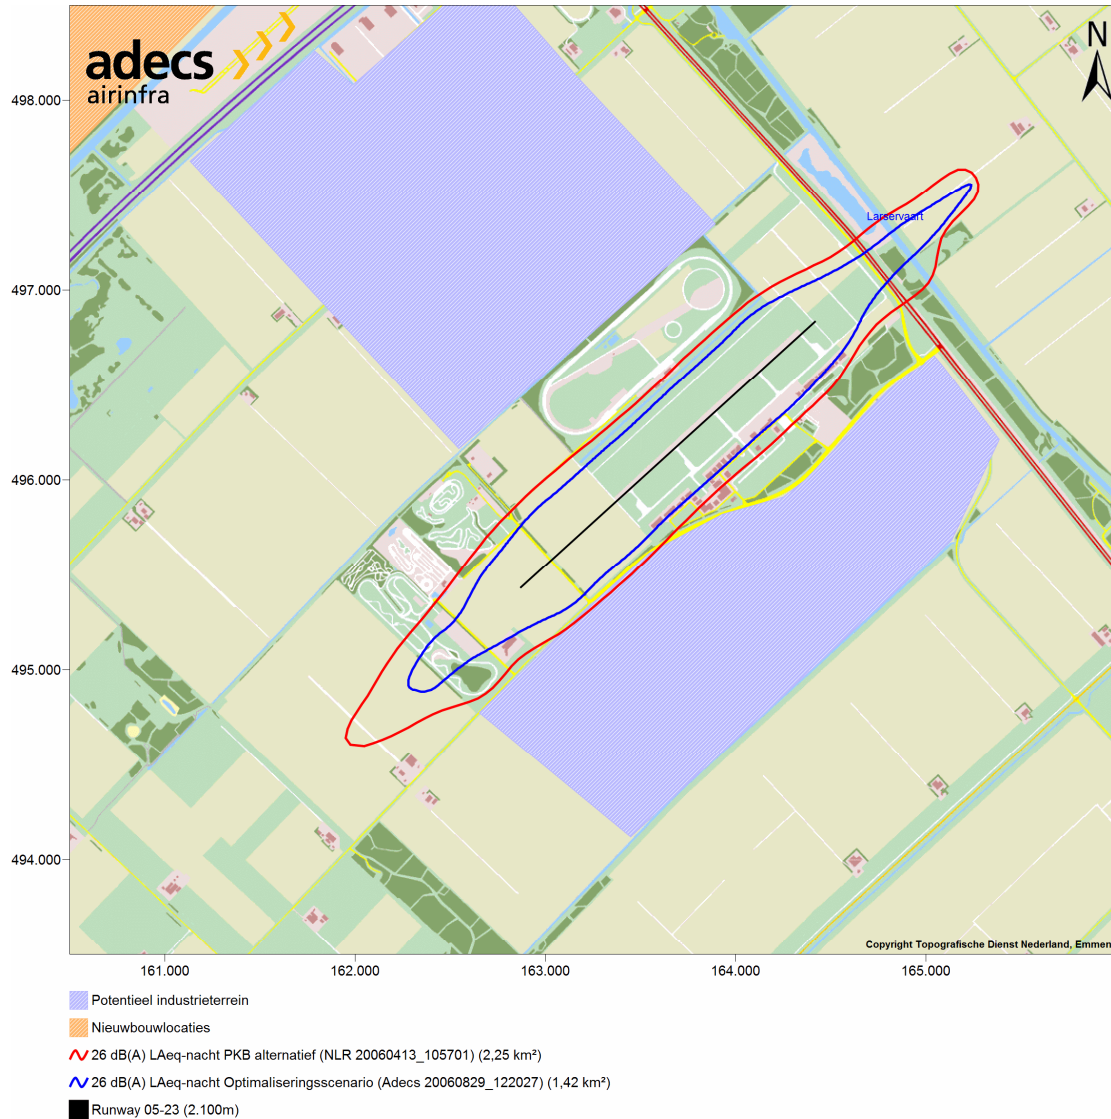 adecs
airinfra
N
498.000
Larservaart
497.000
496.000
495.000
494.000
Copyright Topografische Dienst Nederland, Emmen
161.000 162.000 163.000 164.000 165.000
Potentieel industrieterrein
Nieuwbouwlocaties
26 dB(A) LAeq-nacht PKB alternatief (NLR 20060413_105701) (2,25 km²)
26 dB(A) LAeq-nacht Optimaliseringsscenario (Adecs 20060829_122027) (1,42 km²)
Runway 05-23 (2.100m)